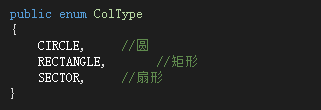 public enum ColType
{
    CIRCLE,     //圆
    RECTANGLE,      //矩形
    SECTOR,     //扇形
}